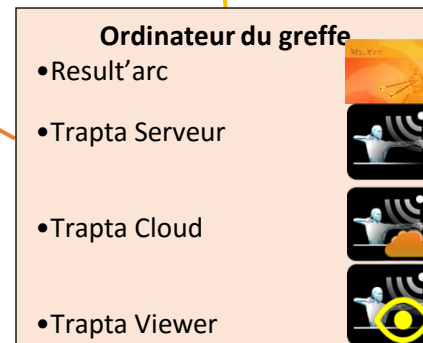 Ordinateur du greffe
•Result'arc
•Trapta Serveur
•Trapta Cloud
•Trapta Viewer